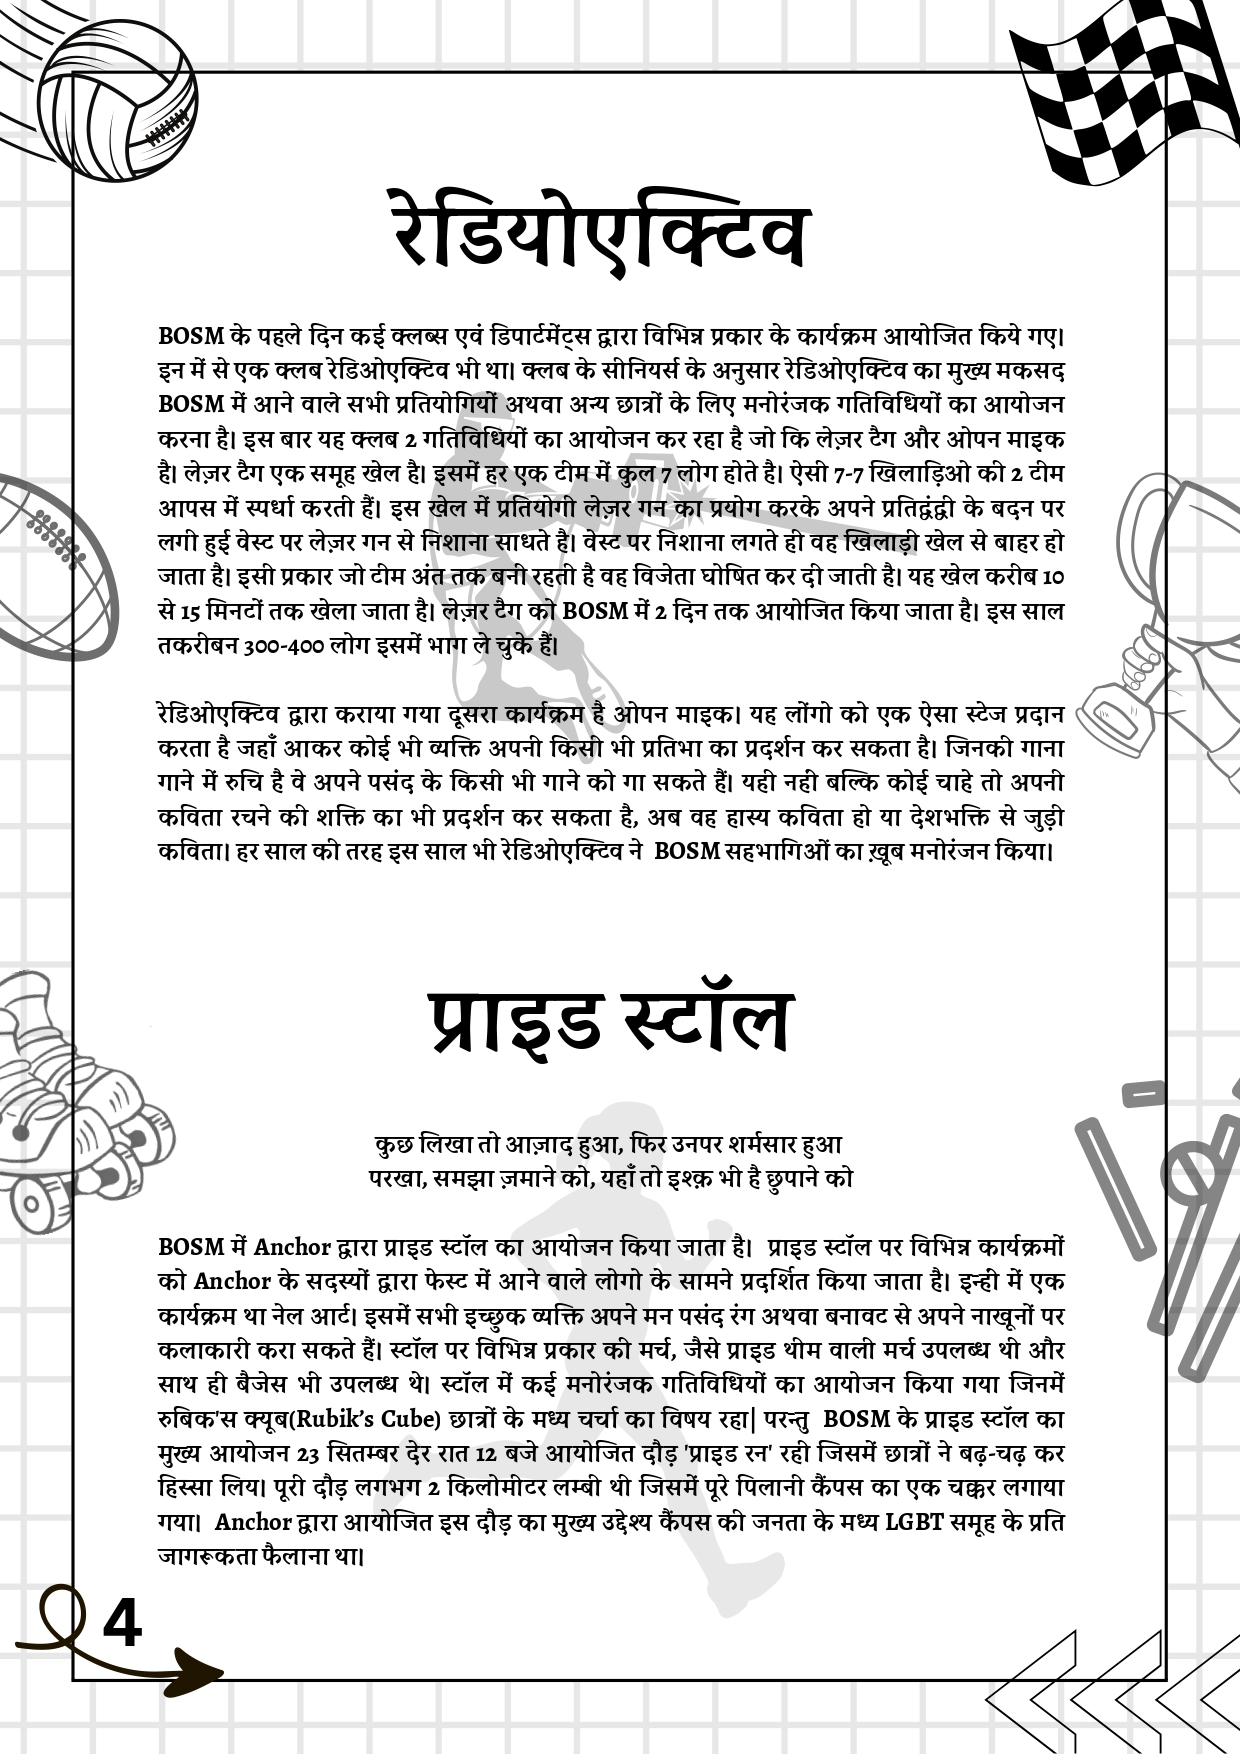 रेडियोएक्टिव
BOSM के पहले दिन कई क्लब्स एवं डिपार्टमेंट्स द्वारा विभिन्न प्रकार के कार्यक्रम आयोजित किये गए।
इन में से एक क्लब रेडिओएक्टिव भी था। क्लब के सीनियर्स के अनुसार रेडिओएक्टिव का मुख्य मकसद
BOSM में आने वाले सभी प्रतियोगियों अथवा अन्य छात्रों के लिए मनोरंजक गतिविधियों का आयोजन
करना है। इस बार यह क्लब 2 गतिविधियों का आयोजन कर रहा है जो कि लेज़र टैग और ओपन माइक
है। लेज़र टैग एक समूह खेल है। इसमें हर एक टीम में कुल 7 लोग होते है। ऐसी 7-7 खिलाड़िओ की 2 टीम
आपस में स्पर्धा करती हैं। इस खेल में प्रतियोगी लेज़र गन का प्रयोग करके अपने प्रतिद्वंद्वी के बदन पर
लगी हुई वेस्ट पर लेज़र गन से निशाना साधते है। वेस्ट पर निशाना लगते ही वह खिलाड़ी खेल से बाहर हो
जाता है। इसी प्रकार जो टीम अंत तक बनी रहती है वह विजेता घोषित कर दी जाती है। यह खेल करीब 10
से 15 मिनटों तक खेला जाता है। लेज़र टैग को BOSM में 2 दिन तक आयोजित किया जाता है। इस साल
तकरीबन 300-400 लोग इसमें भाग ले चुके हैं।
रेडिओएक्टिव द्वारा कराया गया दूसरा कार्यक्रम है ओपन माइक। यह लोंगो को एक ऐसा स्टेज प्रदान
करता है जहाँ आकर कोई भी व्यक्ति अपनी किसी भी प्रतिभा का प्रदर्शन कर सकता है। जिनकी गाना
गाने में रुचि है वे अपने पसंद के किसी भी गाने को गा सकते हैं। यही नहीं बल्कि कोई चाहे तो अपनी
कविता रचने की शक्ति का भी प्रदर्शन कर सकता है, अब वह हास्य कविता हो या देशभक्ति से जुड़ी
कविता। हर साल की तरह इस साल भी रेडिओएक्टिव ने BOSM सहभागिओं का ख़ूब मनोरंजन किया।
प्राइड स्टॉल
कुछ लिखा तो आज़ाद हुआ, फिर उनपर शर्मसार हुआ
परखा, समझा ज़माने को, यहाँ तो इश्क़ भी है छुपाने को
BOSM में Anchor द्वारा प्राइड स्टॉल का आयोजन किया जाता है। प्राइड स्टॉल पर विभिन्न कार्यक्रमों
को Anchor के सदस्यों द्वारा फेस्ट में आने वाले लोगो के सामने प्रदर्शित किया जाता है। इन्हीं में एक
कार्यक्रम था नेल आर्ट। इसमें सभी इच्छुक व्यक्ति अपने मन पसंद रंग अथवा बनावट से अपने नाखूनों पर
कलाकारी करा सकते हैं। स्टॉल पर विभिन्न प्रकार की मर्च, जैसे प्राइड थीम वाली मर्च उपलब्ध थी और
साथ ही बैजेस भी उपलब्ध थे। स्टॉल में कई मनोरंजक गतिविधियों का आयोजन किया गया जिनमें
रुबिक'स क्यूब(Rubik’s Cube) छात्रों के मध्य चर्चा का विषय रहा| परन्तु BOSM के प्राइड स्टॉल का
मुख्य आयोजन 23 सितम्बर देर रात 12 बजे आयोजित दौड़ 'प्राइड रन' रही जिसमें छात्रों ने बढ़-चढ़ कर
हिस्सा लिय। पूरी दौड़ लगभग 2 किलोमीटर लम्बी थी जिसमें पूरे पिलानी कैंपस का एक चक्कर लगाया
गया। Anchor द्वारा आयोजित इस दौड़ का मुख्य उद्देश्य कैंपस की जनता के मध्य LGBT समूह के प्रति
जागरूकता फैलाना था।
4